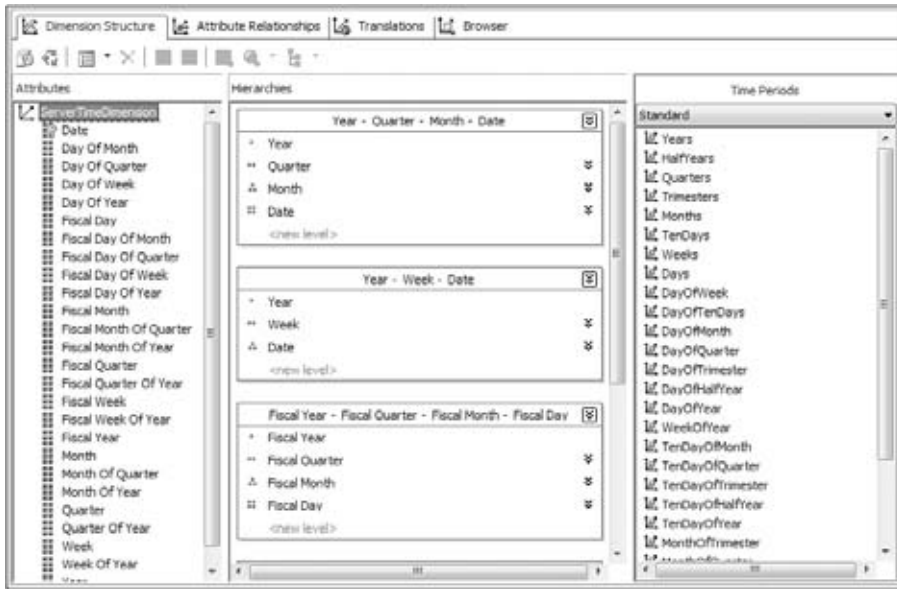 Dimension Structure
Attribute Relationships
Translations
Browser
Attributes
Server TimeDimension
Date
Day Of Month
Day Of Quarter
Day Of Week
Day Of Year
Fiscal Day
Fiscal Day Of Month
Fiscal Day Of Quarter
Fiscal Day Of Week
Fiscal Day Of Year
Fiscal Month
Fiscal Month Of Quarter
Fiscal Month Of Year
Fiscal Quarter
Fiscal Quarter Of Year
Fiscal Week
Fiscal Week Of Year
Fiscal Year
Month
Month Of Quarter
Month Of Year
Quarter
Quarter Of Year
Week
Week Of Year
Hierarchies
Year - Quarter - Month - Date
Year
Quarter
Month
Date
<new level>
Year - Week - Date
Year
Week
Date
<new level>
Fiscal Year - Fiscal Quarter - Fiscal Month - Fiscal Day
Fiscal Year
Fiscal Quarter
Fiscal Month
Fiscal Day
<new level>
Time Periods
Standard
Years
HalfYears
Quarters
Trimesters
Months
TenDays
Weeks
Days
DayOfWeek
DayOfTenDays
DayOfMonth
DayOfQuarter
DayOfTrimester
DayOfHalfYear
DayOfYear
WeekOfYear
TenDayOfMonth
TenDayOfQuarter
TenDayOfTrimester
TenDayOfHalfYear
TenDayOfYear
MonthOfTrimester